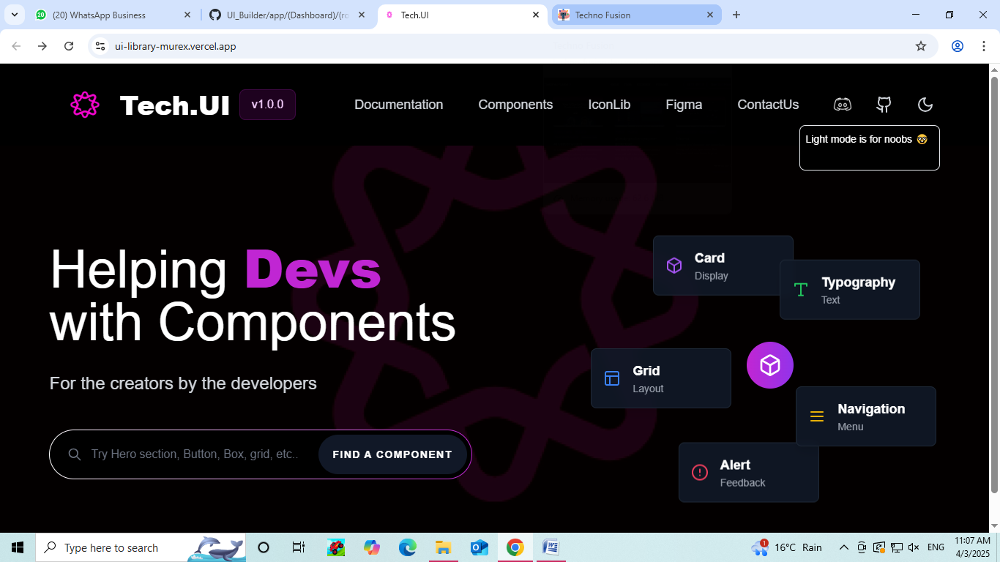 20
(20) WhatsApp Business
UI_Builder/app/(Dashboard)/(ro
Tech.UI
Techno Fusion
ui-library-murex.vercel.app
Tech.UI
v1.0.0
Documentation
Components
IconLib
Figma
ContactUs
Light mode is for noobs 🤓
Helping Devs
with Components
For the creators by the developers
Try Hero section, Button, Box, grid, etc..
FIND A COMPONENT
Card
Display
Typography
Text
Grid
Layout
Navigation
Menu
Alert
Feedback
Type here to search
1
16°C Rain
ENG
11:07 AM
4/3/2025